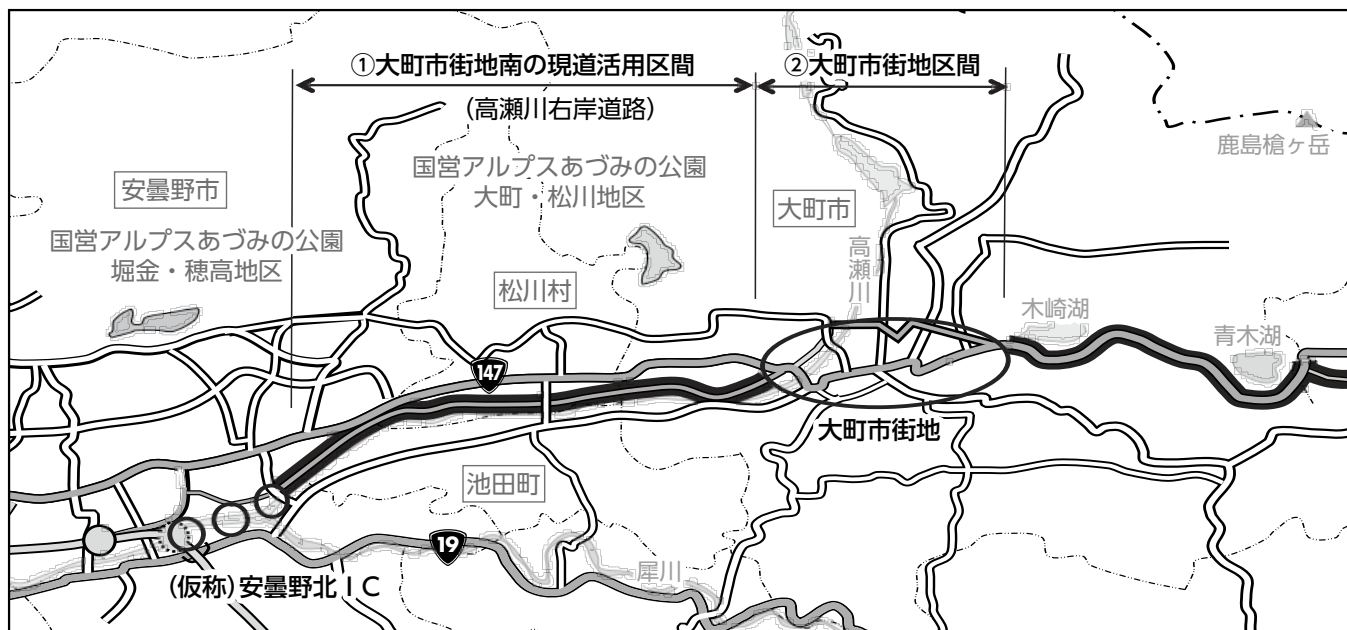 ①大町市街地南の現道活用区間
(高瀬川右岸道路)
②大町市街地区間
鹿島槍ヶ岳
国営アルプスあづみの公園
大町・松川地区
安曇野市
大町市
国営アルプスあづみの公園
堀金・穂高地区
高瀬川
松川村
木崎湖
青木湖
147
大町市街地
池田町
19
犀川
(仮称)安曇野北IC